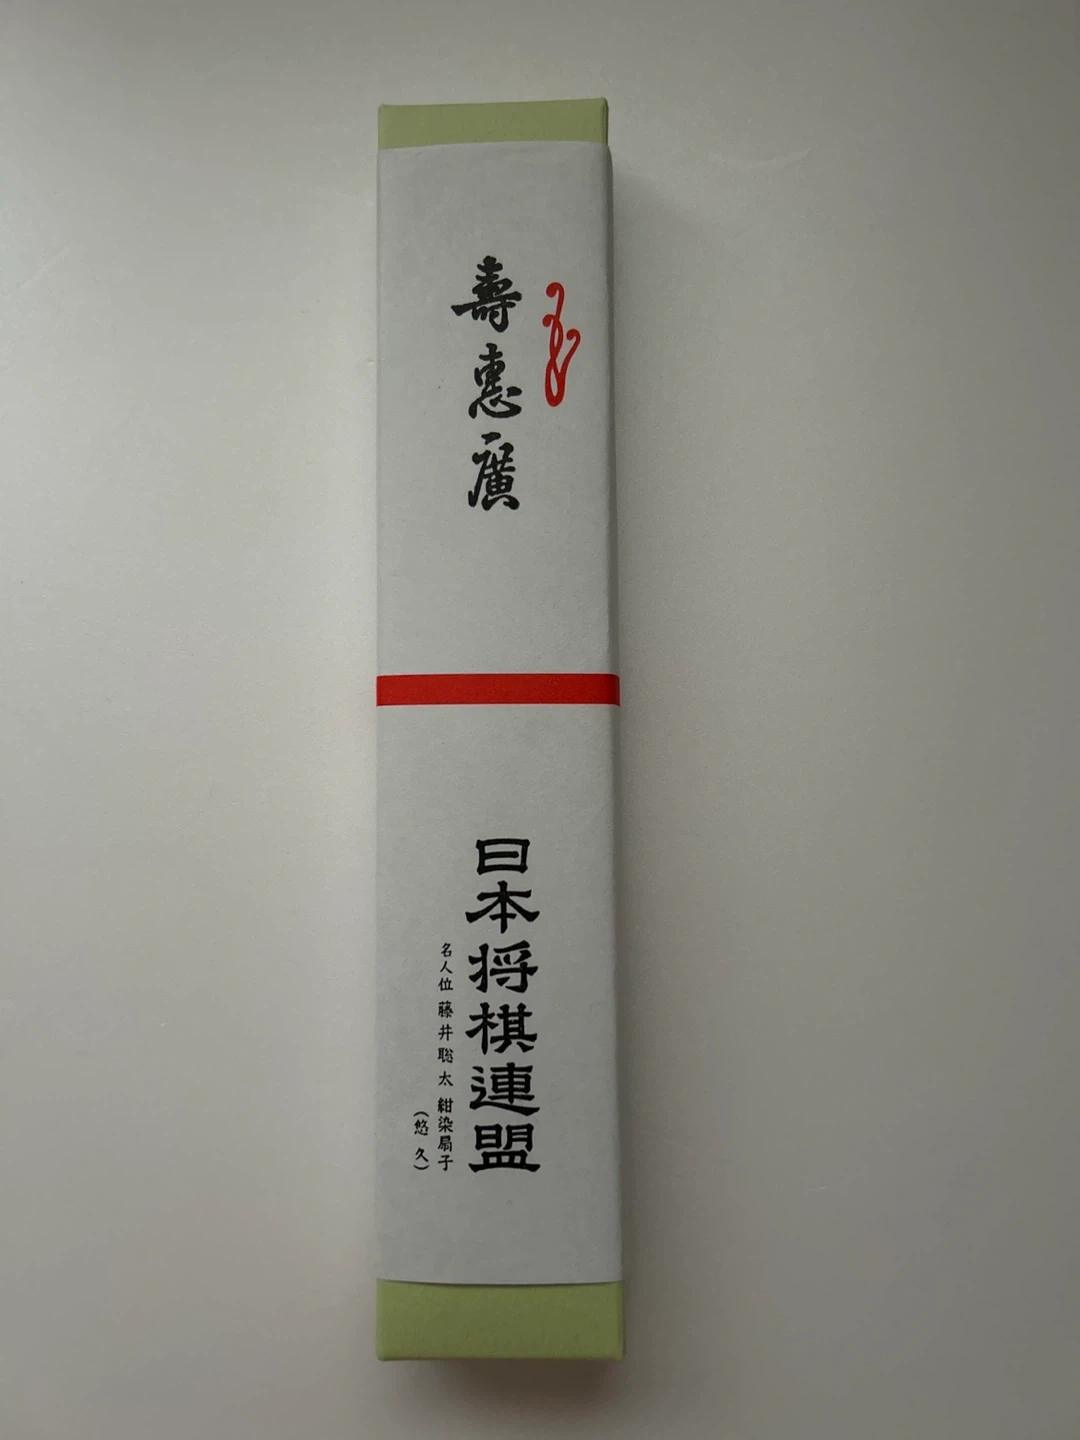 壽恵廣
日本将棋連盟
名人位 藤井聡太 紺染扇子
(悠久)